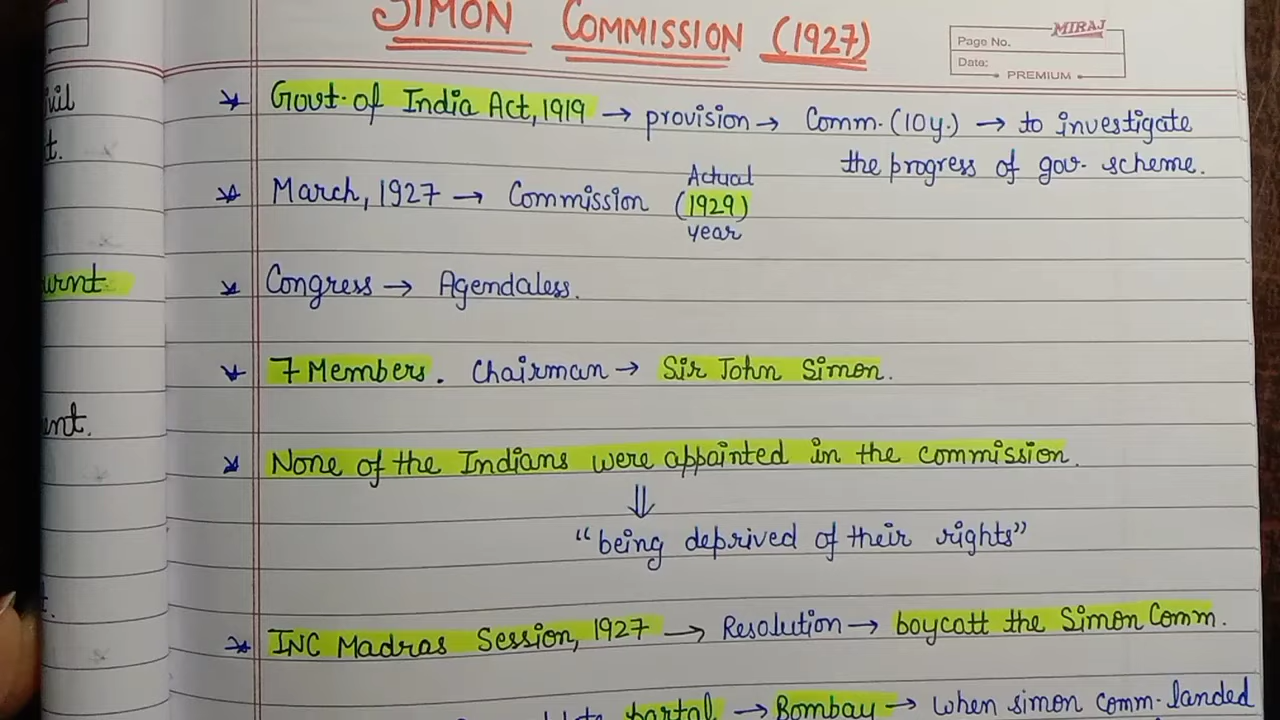 SIMON COMMISSION (1927)
MIRAJ
Page No.
Date:
PREMIUM
Govt. of India Act, 1919 → provision → Comm. (10y.) → to investigate
the progress of gov. scheme.
Actual
March, 1927 → Commission (1929)
year
Congress → Agendaless.
7 Members. Chairman → Sir John Simon.
None of the Indians were appointed in the commission.
⇓
"being deprived of their rights"
INC Madras Session, 1927 → Resolution → boycott the Simon Comm.
hartal → Bombay → when simon comm. landed